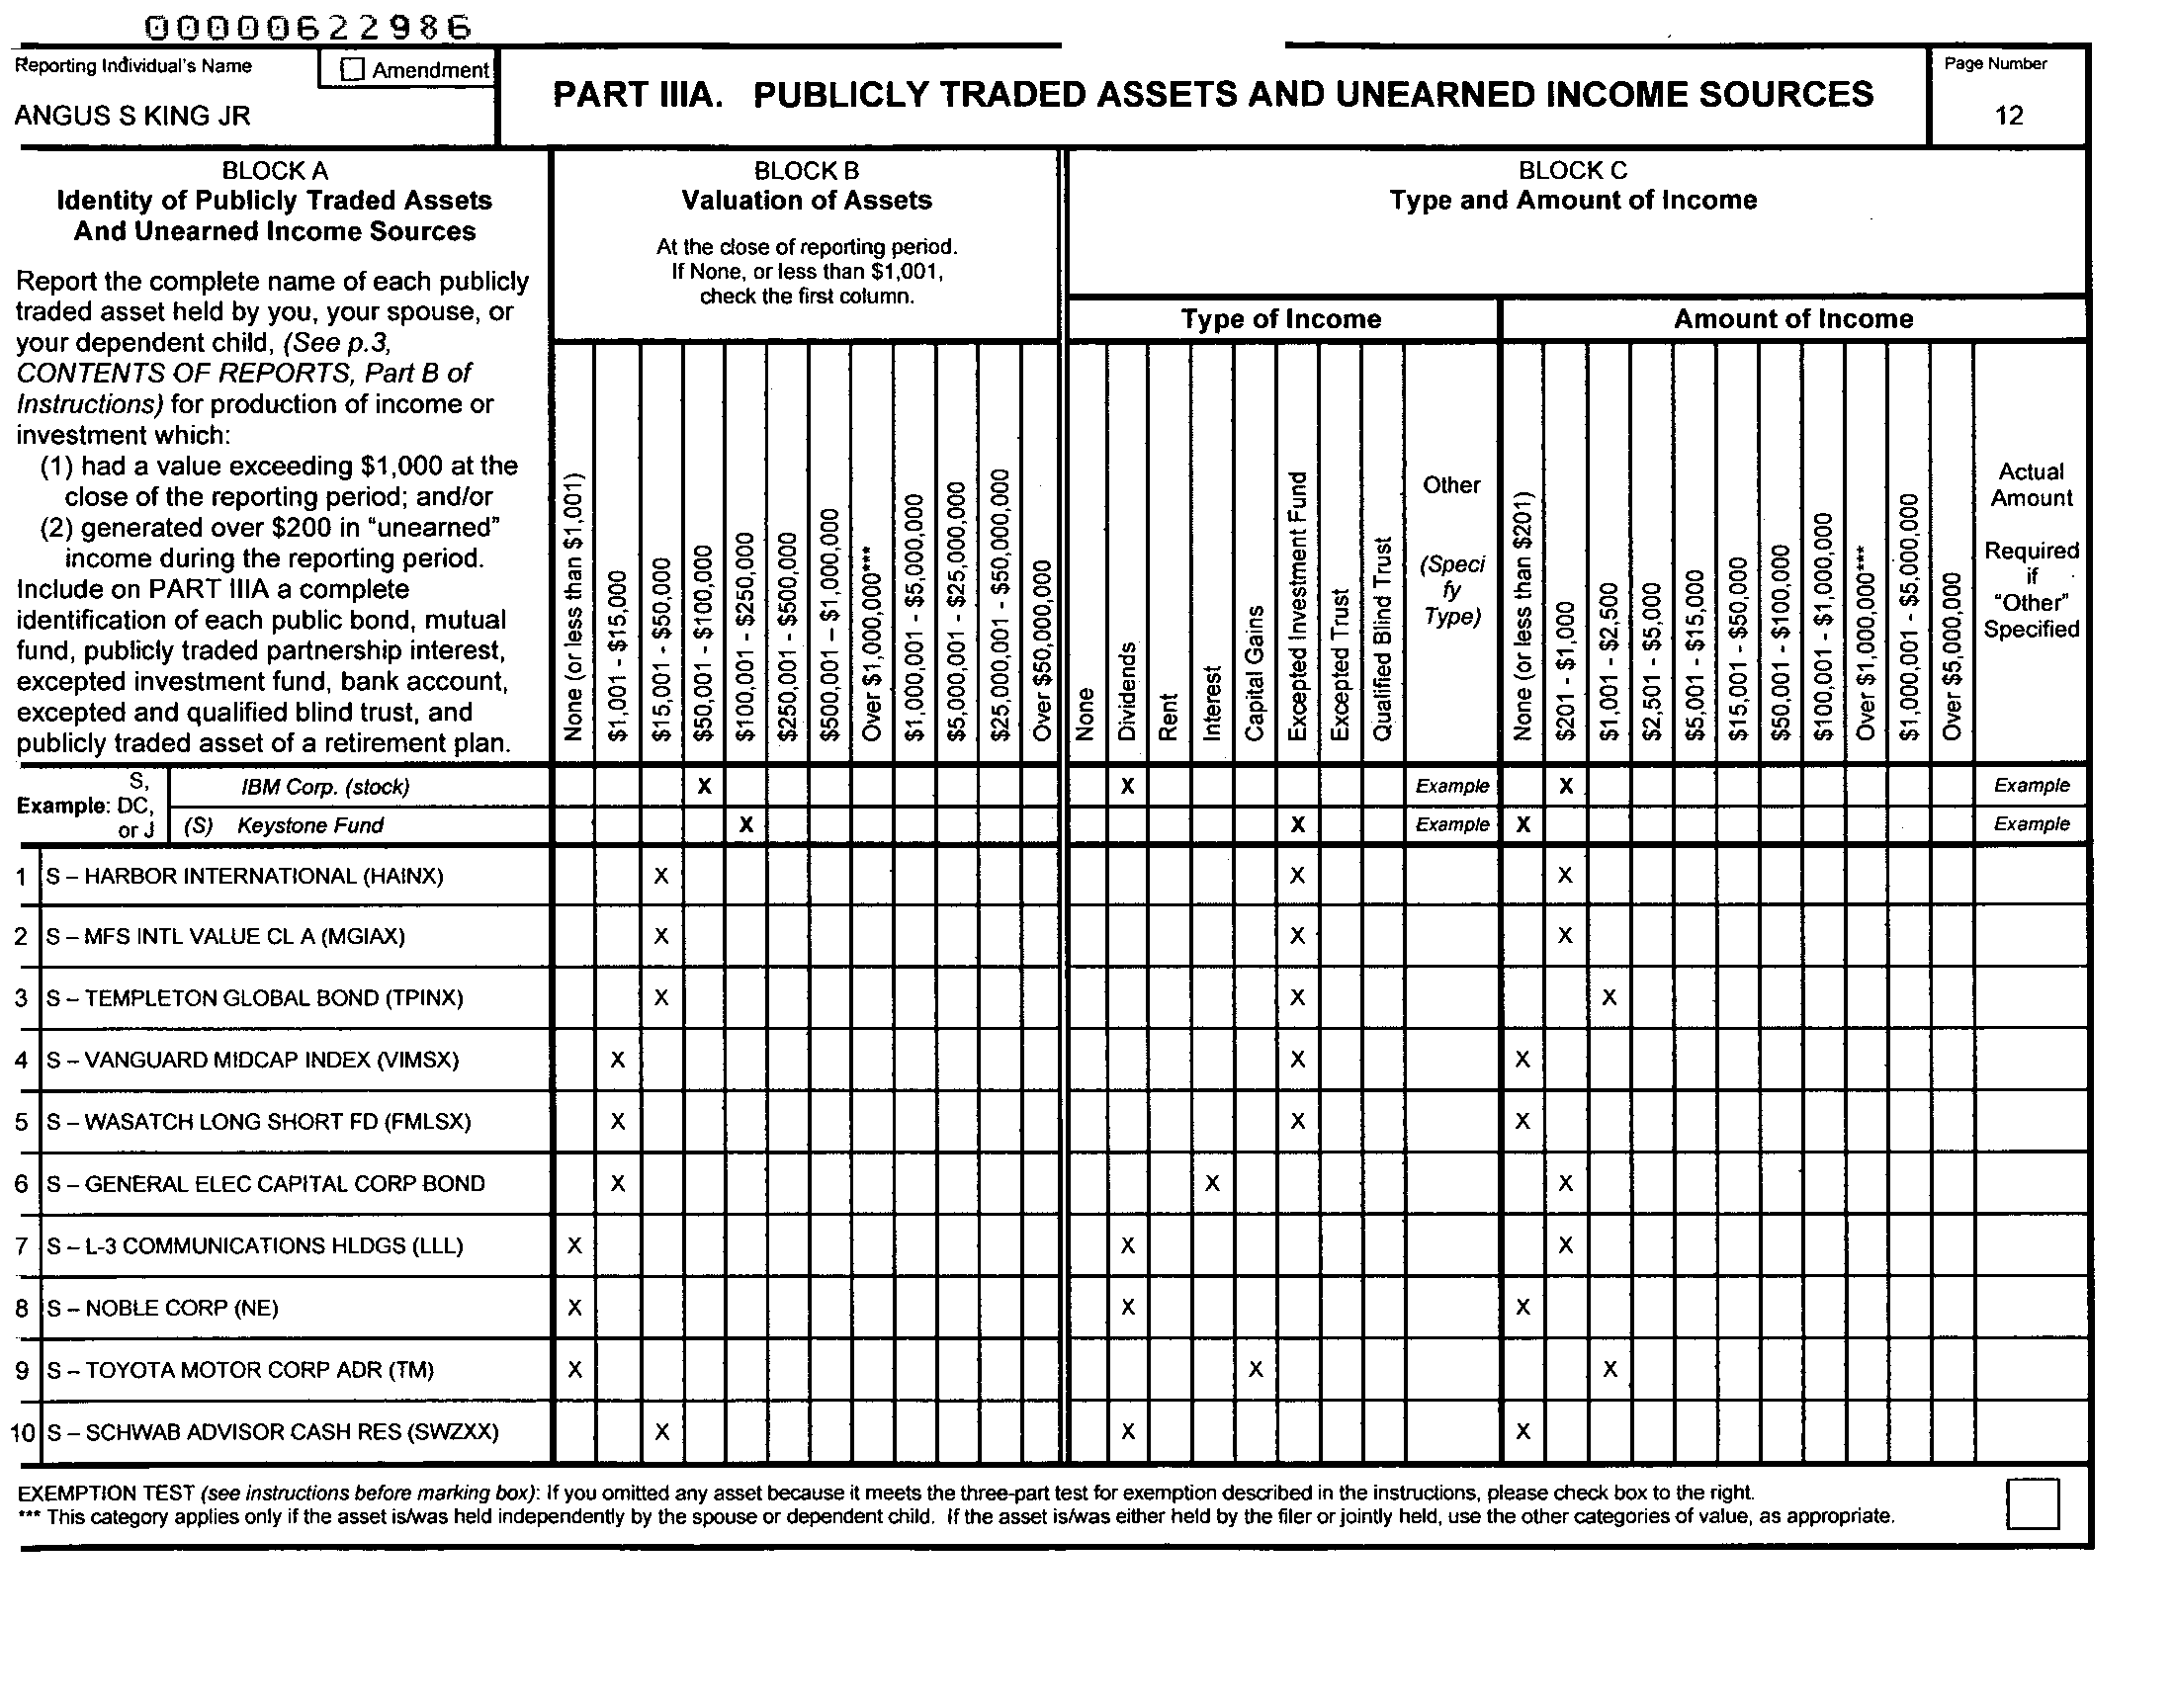 00000622986
Reporting Individual's Name
Amendment
ANGUS S KING JR
PART IIIA. PUBLICLY TRADED ASSETS AND UNEARNED INCOME SOURCES
Page Number
12
BLOCK A
Identity of Publicly Traded Assets
And Unearned Income Sources
Report the complete name of each publicly
traded asset held by you, your spouse, or
your dependent child, (See p.3,
CONTENTS OF REPORTS, Part B of
Instructions) for production of income or
investment which:
(1) had a value exceeding $1,000 at the
close of the reporting period; and/or
(2) generated over $200 in "unearned"
income during the reporting period.
Include on PART IIIA a complete
identification of each public bond, mutual
fund, publicly traded partnership interest,
excepted investment fund, bank account,
excepted and qualified blind trust, and
publicly traded asset of a retirement plan.
BLOCK B
Valuation of Assets
At the close of reporting period.
If None, or less than $1,001,
check the first column.
None (or less than $1,001)
$1,001 - $15,000
$15,001 - $50,000
$50,001 - $100,000
$100,001 - $250,000
$250,001 - $500,000
$500,001 – $1,000,000
Over $1,000,000***
$1,000,001 - $5,000,000
$5,000,001 - $25,000,000
$25,000,001 - $50,000,000
Over $50,000,000
BLOCK C
Type and Amount of Income
Type of Income
None
Dividends
Rent
Interest
Capital Gains
Excepted Investment Fund
Excepted Trust
Qualified Blind Trust
Other
(Speci
fy
Type)
Amount of Income
None (or less than $201)
$201 - $1,000
$1,001 - $2,500
$2,501 - $5,000
$5,001 - $15,000
$15,001 - $50,000
$50,001 - $100,000
$100,001 - $1,000,000
Over $1,000,000***
$1,000,001 - $5,000,000
Over $5,000,000
Actual
Amount
Required
if
"Other"
Specified
Example:
S,
DC,
or J
IBM Corp. (stock) X X Example X Example
(S) Keystone Fund X X Example X Example
1 S – HARBOR INTERNATIONAL (HAINX) X X X
2 S – MFS INTL VALUE CL A (MGIAX) X X X
3 S – TEMPLETON GLOBAL BOND (TPINX) X X X
4 S – VANGUARD MIDCAP INDEX (VIMSX) X X X
5 S – WASATCH LONG SHORT FD (FMLSX) X X X
6 S – GENERAL ELEC CAPITAL CORP BOND X X X
7 S – L-3 COMMUNICATIONS HLDGS (LLL) X X X
8 S – NOBLE CORP (NE) X X X
9 S – TOYOTA MOTOR CORP ADR (TM) X X X
10 S – SCHWAB ADVISOR CASH RES (SWZXX) X X X
EXEMPTION TEST (see instructions before marking box): If you omitted any asset because it meets the three-part test for exemption described in the instructions, please check box to the right.
*** This category applies only if the asset is/was held independently by the spouse or dependent child. If the asset is/was either held by the filer or jointly held, use the other categories of value, as appropriate.